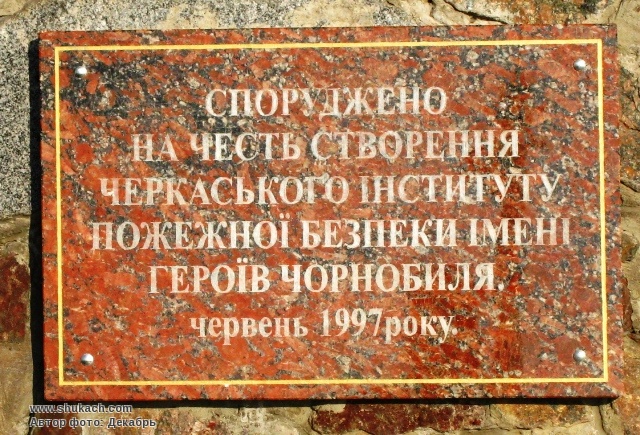 СПОРУДЖЕНО
НА ЧЕСТЬ СТВОРЕННЯ
ЧЕРКАСЬКОГО ІНСТИТУТУ
ПОЖЕЖНОЇ БЕЗПЕКИ ІМЕНІ
ГЕРОЇВ ЧОРНОБИЛЯ.
червень 1997року.
www.shukach.com
Автор фото: Декабрь